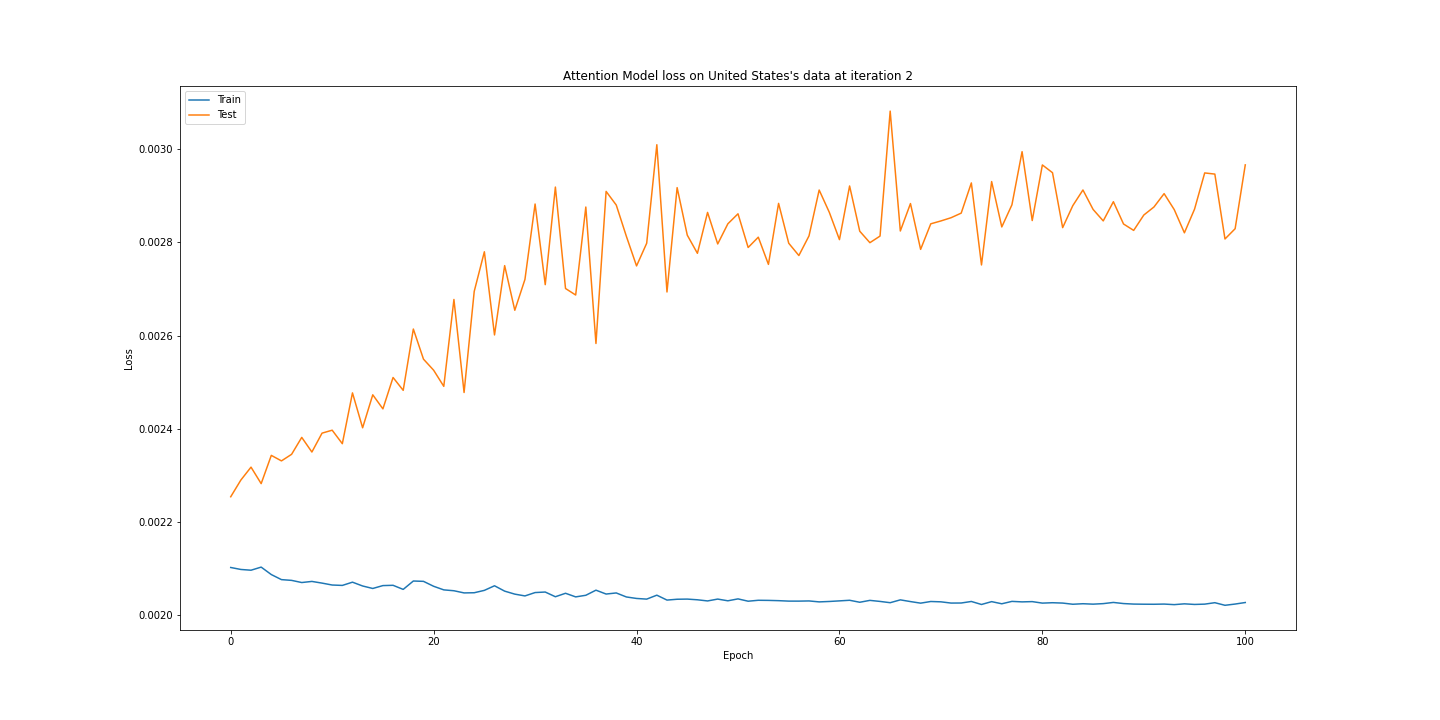 Attention Model loss on United States's data at iteration 2
Train
Test
0.0030
0.0028
0.0026
0.0024
0.0022
0.0020
Loss
0 20 40 60 80 100
Epoch